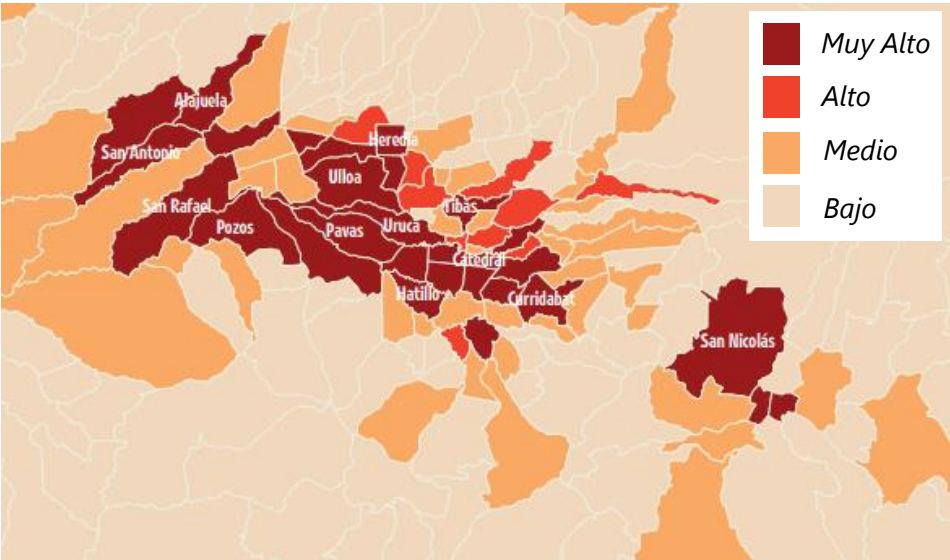 Muy Alto
Alto
Medio
Bajo
Alajuela
San Antonio
Heredia
Ulloa
San Rafael
Pozos
Pavas
Uruca
Tibás
Catedral
Hatillo
Curridabat
San Nicolás